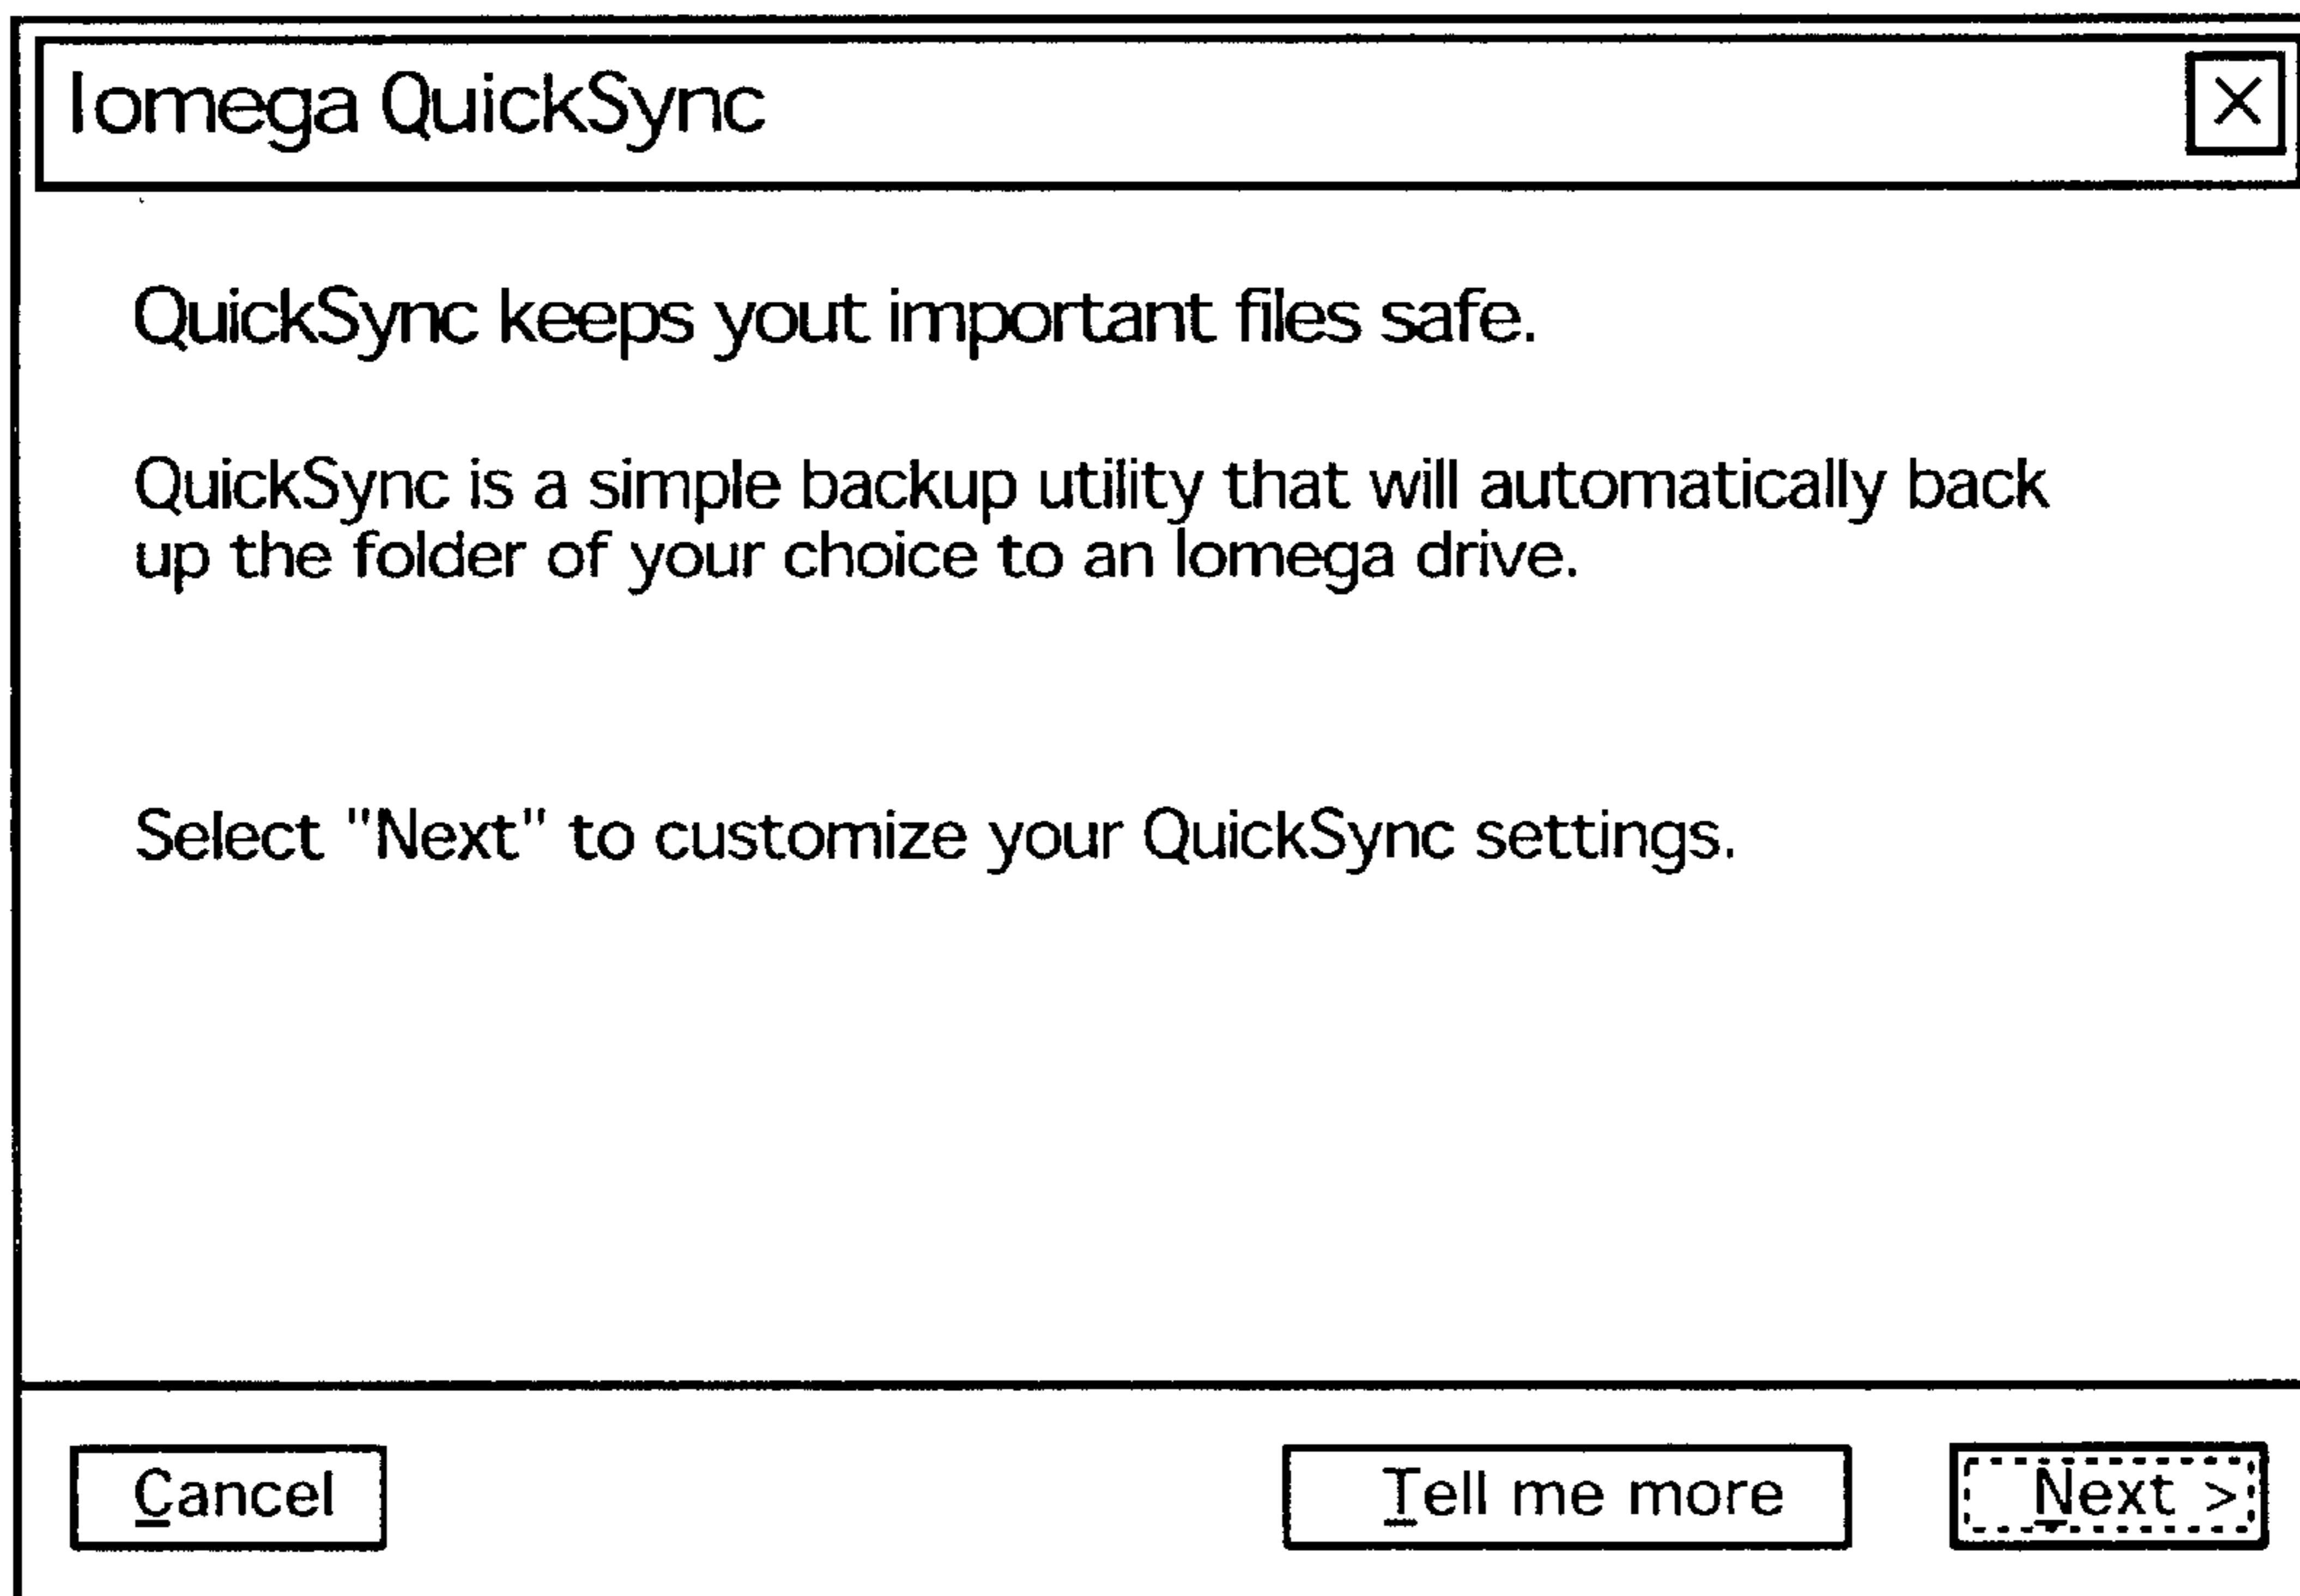 Iomega QuickSync
QuickSync keeps yout important files safe.
QuickSync is a simple backup utility that will automatically back
up the folder of your choice to an Iomega drive.
Select "Next" to customize your QuickSync settings.
Cancel
Tell me more
Next >